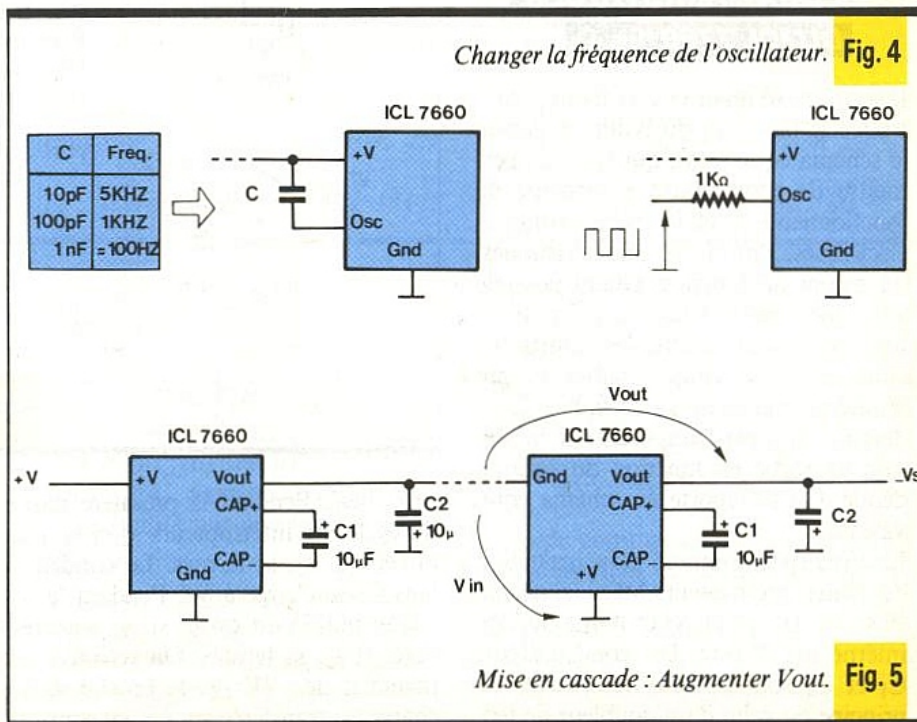 Changer la fréquence de l'oscillateur. Fig. 4
C Freq.
10pF 5KHZ
100pF 1KHZ
1nF =100HZ
ICL 7660
+V
C
Osc
Gnd
ICL 7660
+V
1KΩ
Osc
Gnd
ICL 7660
+V
+V
Vout
CAP+
C1
10µF
CAP-
Gnd
C2
+ 10µ
Vout
ICL 7660
Gnd
Vout
CAP+
C1
10µF
CAP-
+V
Vin
C2
+
_Vs
Mise en cascade : Augmenter Vout. Fig. 5